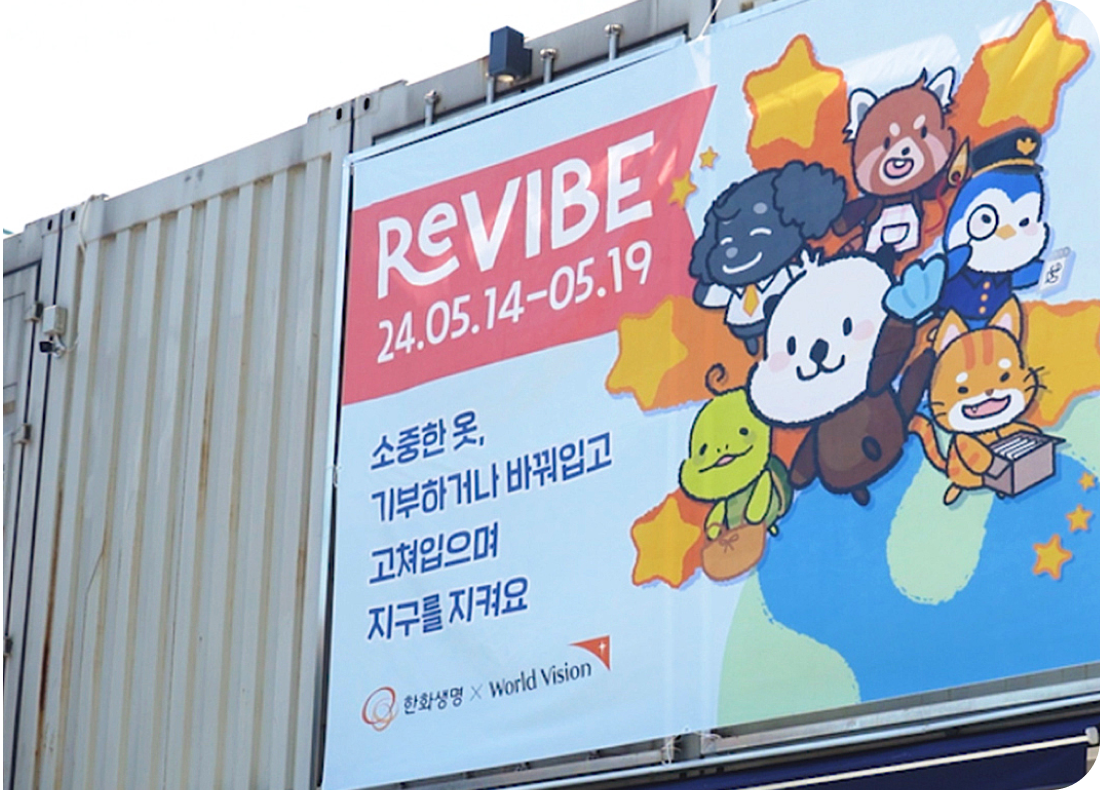 ReVIBE
24.05.14-05.19
소중한 옷,
기부하거나 바꿔입고
고쳐입으며
지구를 지켜요
한화생명 × World Vision